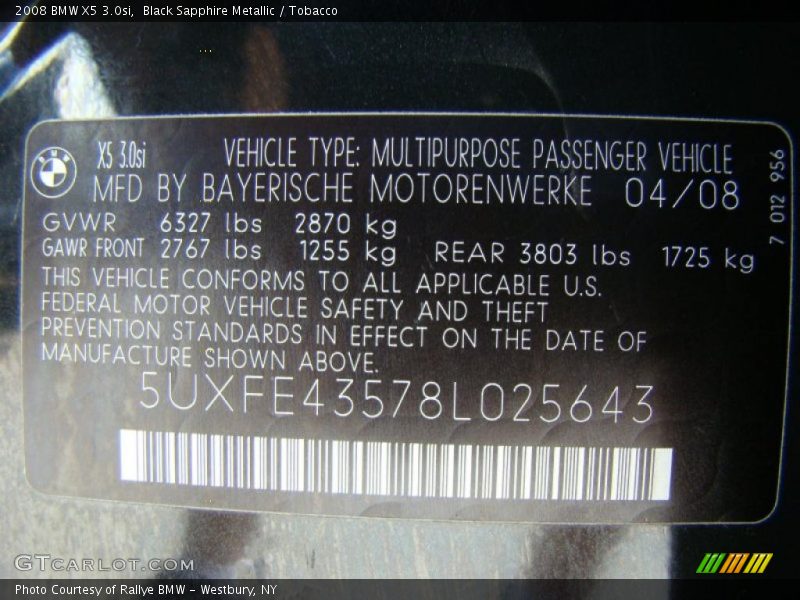 2008 BMW X5 3.0si, Black Sapphire Metallic / Tobacco
X5 3.0si VEHICLE TYPE: MULTIPURPOSE PASSENGER VEHICLE
MFD BY BAYERISCHE MOTORENWERKE 04/08
GVWR 6327 lbs 2870 kg
GAWR FRONT 2767 lbs 1255 kg REAR 3803 lbs 1725 kg
THIS VEHICLE CONFORMS TO ALL APPLICABLE U.S.
FEDERAL MOTOR VEHICLE SAFETY AND THEFT
PREVENTION STANDARDS IN EFFECT ON THE DATE OF
MANUFACTURE SHOWN ABOVE.
5UXFE43578L025643
7 012 956
GTCARLOT.COM
Photo Courtesy of Rallye BMW - Westbury, NY